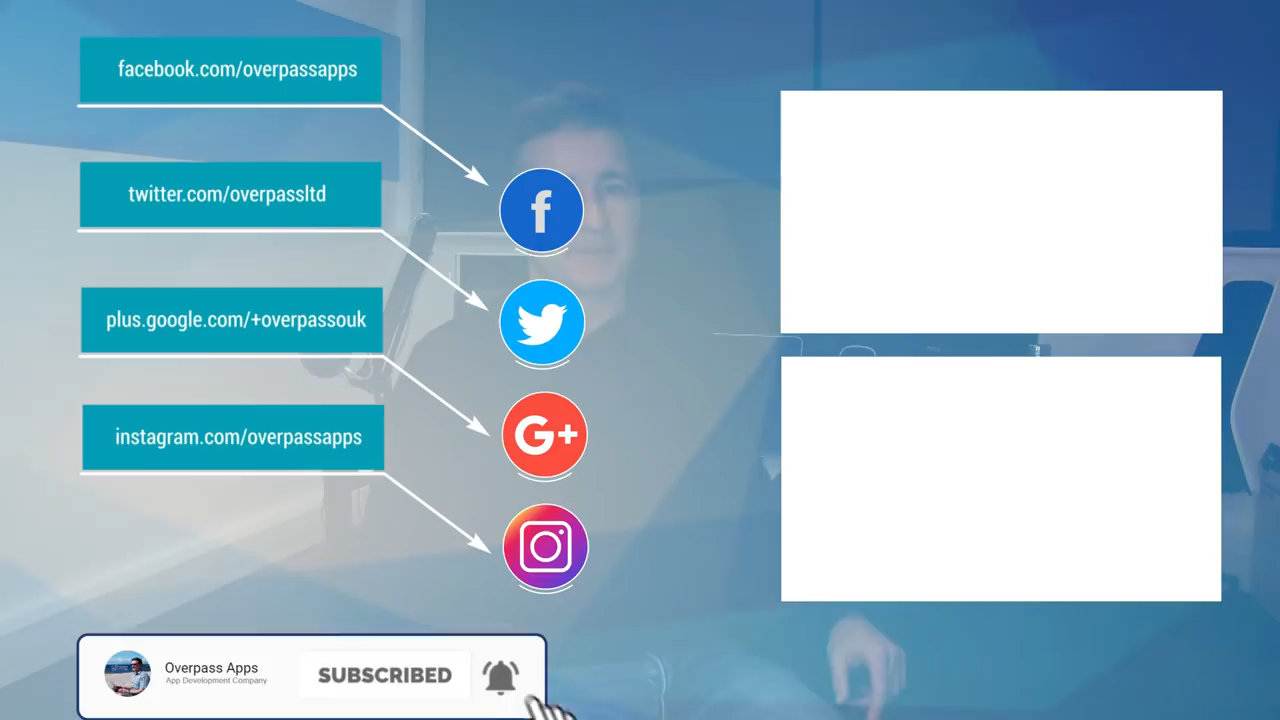 facebook.com/overpassapps
twitter.com/overpassltd
plus.google.com/+overpassouk
instagram.com/overpassapps
f
G+
Overpass Apps
App Development Company
SUBSCRIBED